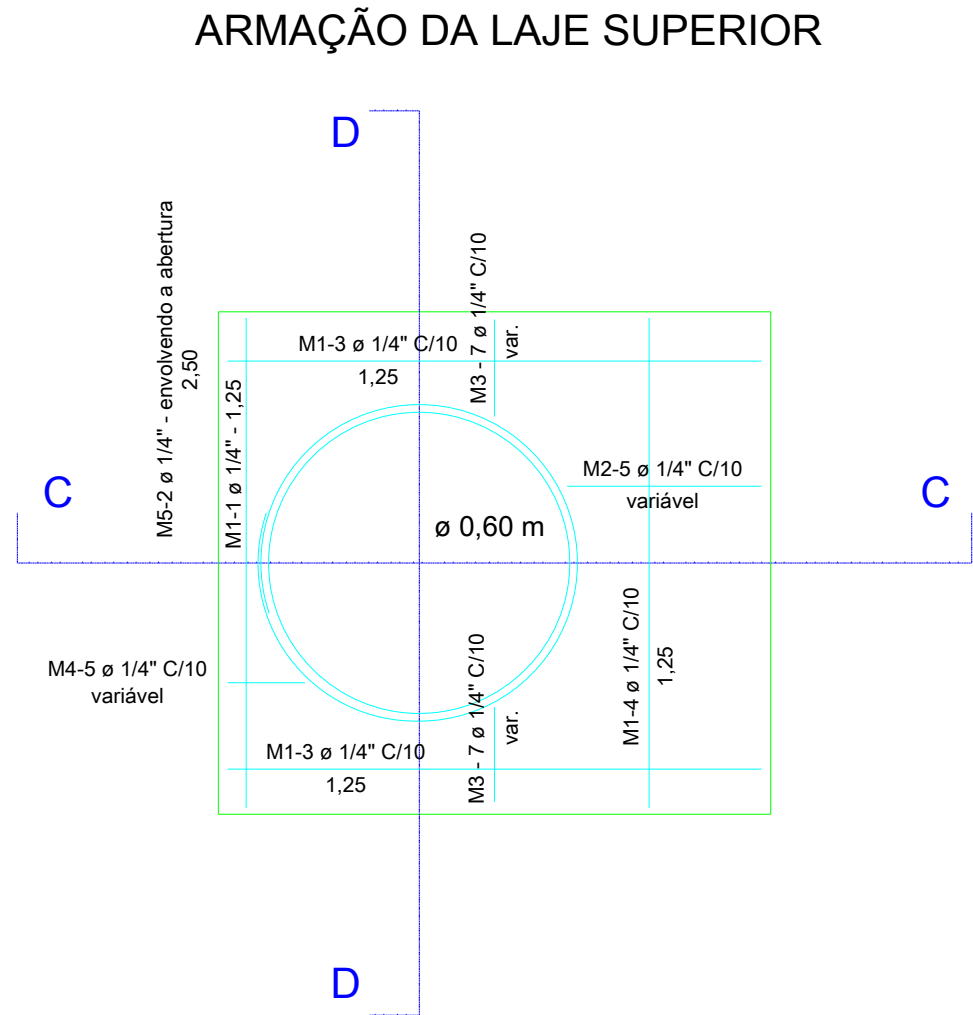 ARMAÇÃO DA LAJE SUPERIOR
D
M5-2 ø 1/4" - envolvendo a abertura
2,50
M1-1 ø 1/4" - 1,25
M1-3 ø 1/4" C/10
1,25
M3 - 7 ø 1/4" C/10
var.
M2-5 ø 1/4" C/10
variável
C
C
ø 0,60 m
M4-5 ø 1/4" C/10
variável
M1-3 ø 1/4" C/10
1,25
M3 - 7 ø 1/4" C/10
var.
M1-4 ø 1/4" C/10
1,25
D